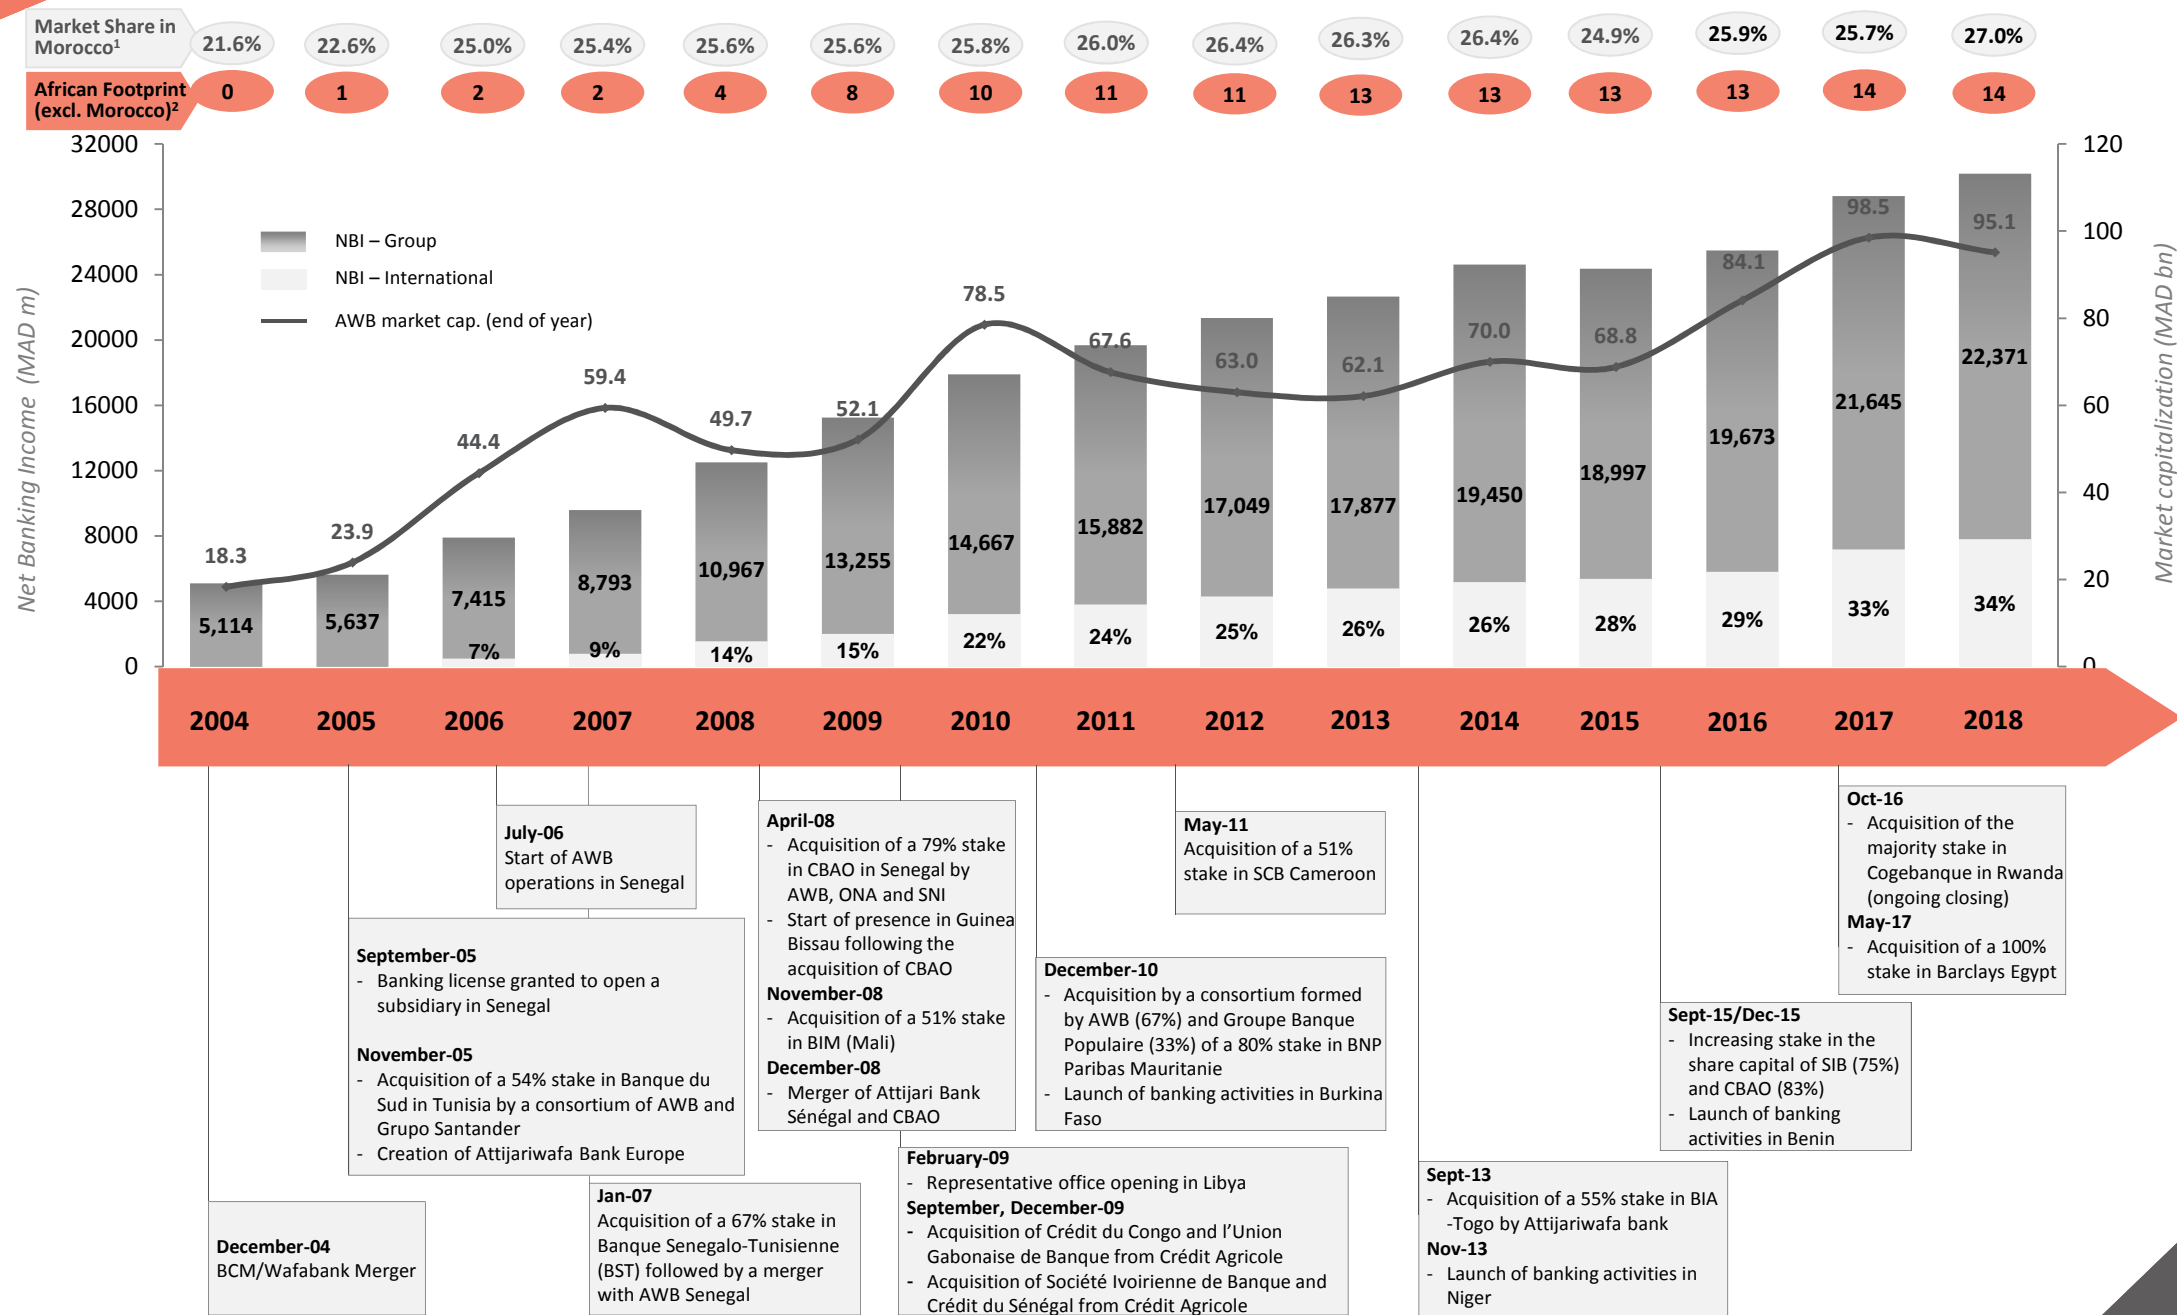 Market Share in
Morocco¹
21.6% 22.6% 25.0% 25.4% 25.6% 25.6% 25.8% 26.0% 26.4% 26.3% 26.4% 24.9% 25.9% 25.7% 27.0%
African Footprint
(excl. Morocco)²
0 1 2 2 4 8 10 11 11 13 13 13 13 14 14
Net Banking Income (MAD m)
32000
28000
24000
20000
16000
12000
8000
4000
0
NBI – Group
NBI – International
AWB market cap. (end of year)
18.3 23.9 44.4 59.4 49.7 52.1 78.5 67.6 63.0 62.1 70.0 68.8 84.1 98.5 95.1
5,114 5,637 7,415 8,793 10,967 13,255 14,667 15,882 17,049 17,877 19,450 18,997 19,673 21,645 22,371
7% 9% 14% 15% 22% 24% 25% 26% 26% 28% 29% 33% 34%
120
100
80
60
40
20
0
Market capitalization (MAD bn)
2004 2005 2006 2007 2008 2009 2010 2011 2012 2013 2014 2015 2016 2017 2018
December-04
BCM/Wafabank Merger
September-05
- Banking license granted to open a
subsidiary in Senegal
November-05
- Acquisition of a 54% stake in Banque du
Sud in Tunisia by a consortium of AWB and
Grupo Santander
- Creation of Attijariwafa Bank Europe
July-06
Start of AWB
operations in Senegal
Jan-07
Acquisition of a 67% stake in
Banque Senegalo-Tunisienne
(BST) followed by a merger
with AWB Senegal
April-08
- Acquisition of a 79% stake
in CBAO in Senegal by
AWB, ONA and SNI
- Start of presence in Guinea
Bissau following the
acquisition of CBAO
November-08
- Acquisition of a 51% stake
in BIM (Mali)
December-08
- Merger of Attijari Bank
Sénégal and CBAO
February-09
- Representative office opening in Libya
September, December-09
- Acquisition of Crédit du Congo and l’Union
Gabonaise de Banque from Crédit Agricole
- Acquisition of Société Ivoirienne de Banque and
Crédit du Sénégal from Crédit Agricole
December-10
- Acquisition by a consortium formed
by AWB (67%) and Groupe Banque
Populaire (33%) of a 80% stake in BNP
Paribas Mauritanie
- Launch of banking activities in Burkina
Faso
May-11
Acquisition of a 51%
stake in SCB Cameroon
Sept-13
- Acquisition of a 55% stake in BIA
-Togo by Attijariwafa bank
Nov-13
- Launch of banking activities in
Niger
Sept-15/Dec-15
- Increasing stake in the
share capital of SIB (75%)
and CBAO (83%)
- Launch of banking
activities in Benin
Oct-16
- Acquisition of the
majority stake in
Cogebanque in Rwanda
(ongoing closing)
May-17
- Acquisition of a 100%
stake in Barclays Egypt